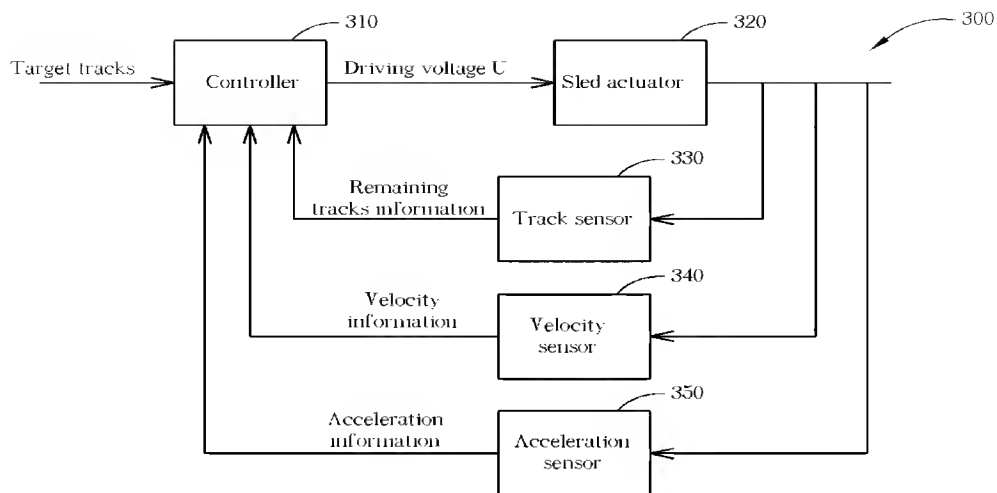 310
320
300
Target tracks
Controller
Driving voltage U
Sled actuator
330
Remaining
tracks information
Track sensor
340
Velocity
information
Velocity
sensor
350
Acceleration
information
Acceleration
sensor